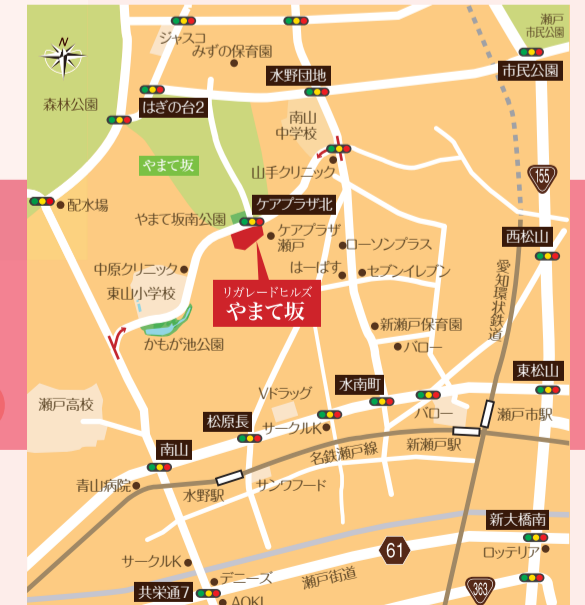 瀬戸
市民公園
N
ジャスコ
みずの保育園
水野団地
市民公園
森林公園
はぎの台2
南山
中学校
やまて坂
山手クリニック
155
配水場
やまて坂南公園
ケアプラザ北
ケアプラザ
瀬戸
ローソンプラス
西松山
中原クリニック
はーぱす
セブンイレブン
愛知環状鉄道
東山小学校
リガレードヒルズ
やまて坂
かもが池公園
新瀬戸保育園
バロー
東松山
瀬戸高校
Vドラッグ
水南町
バロー
瀬戸市駅
松原長
サークルK
新瀬戸駅
南山
名鉄瀬戸線
青山病院
水野駅
サンワフード
新大橋南
61
ロッテリア
サークルK
デニーズ
瀬戸街道
共栄通7
363
AOKI